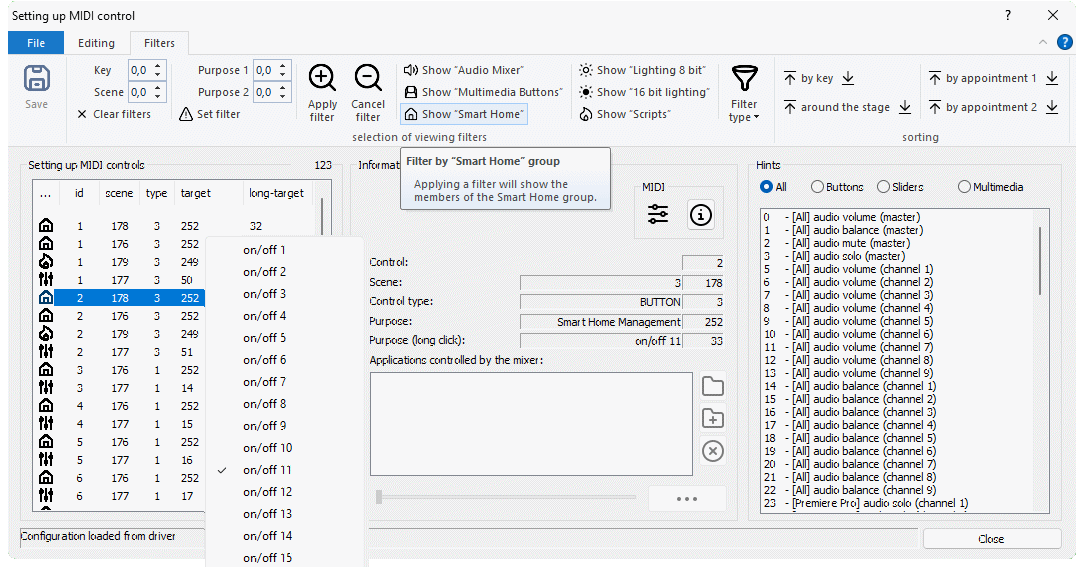 Setting up MIDI control
?
File
Editing
Filters
?
Save
Key 0,0
Scene 0,0
Clear filters
Purpose 1 0,0
Purpose 2 0,0
Set filter
Apply filter
Cancel filter
Show "Audio Mixer"
Show "Multimedia Buttons"
Show "Smart Home"
Show "Lighting 8 bit"
Show "16 bit lighting"
Show "Scripts"
selection of viewing filters
Filter type
by key
around the stage
by appointment 1
by appointment 2
sorting
Filter by "Smart Home" group
Applying a filter will show the
members of the Smart Home group.
Setting up MIDI controls 123
... id scene type target long-target
1 178 3 252 32
1 176 3 252
1 179 3 249
1 177 3 50
2 178 3 252
2 176 3 252
2 179 3 249
2 177 3 51
3 176 1 252
3 177 1 14
4 176 1 252
4 177 1 15
5 176 1 252
5 177 1 16
6 176 1 252
6 177 1 17
on/off 1
on/off 2
on/off 3
on/off 4
on/off 5
on/off 6
on/off 7
on/off 8
on/off 9
on/off 10
on/off 11
on/off 12
on/off 13
on/off 14
on/off 15
MIDI
Control: 2
Scene: 3 178
Control type: BUTTON 3
Purpose: Smart Home Management 252
Purpose (long click): on/off 11 33
Applications controlled by the mixer:
Hints
All Buttons Sliders Multimedia
0 - [All] audio volume (master)
1 - [All] audio balance (master)
2 - [All] audio mute (master)
3 - [All] audio solo (master)
5 - [All] audio volume (channel 1)
6 - [All] audio volume (channel 2)
7 - [All] audio volume (channel 3)
8 - [All] audio volume (channel 4)
9 - [All] audio volume (channel 5)
10 - [All] audio volume (channel 6)
11 - [All] audio volume (channel 7)
12 - [All] audio volume (channel 8)
13 - [All] audio volume (channel 9)
14 - [All] audio balance (channel 1)
15 - [All] audio balance (channel 2)
16 - [All] audio balance (channel 3)
17 - [All] audio balance (channel 4)
18 - [All] audio balance (channel 5)
19 - [All] audio balance (channel 6)
20 - [All] audio balance (channel 7)
21 - [All] audio balance (channel 8)
22 - [All] audio balance (channel 9)
23 - [Premiere Pro] audio solo (channel 1)
Configuration loaded from driver
Close